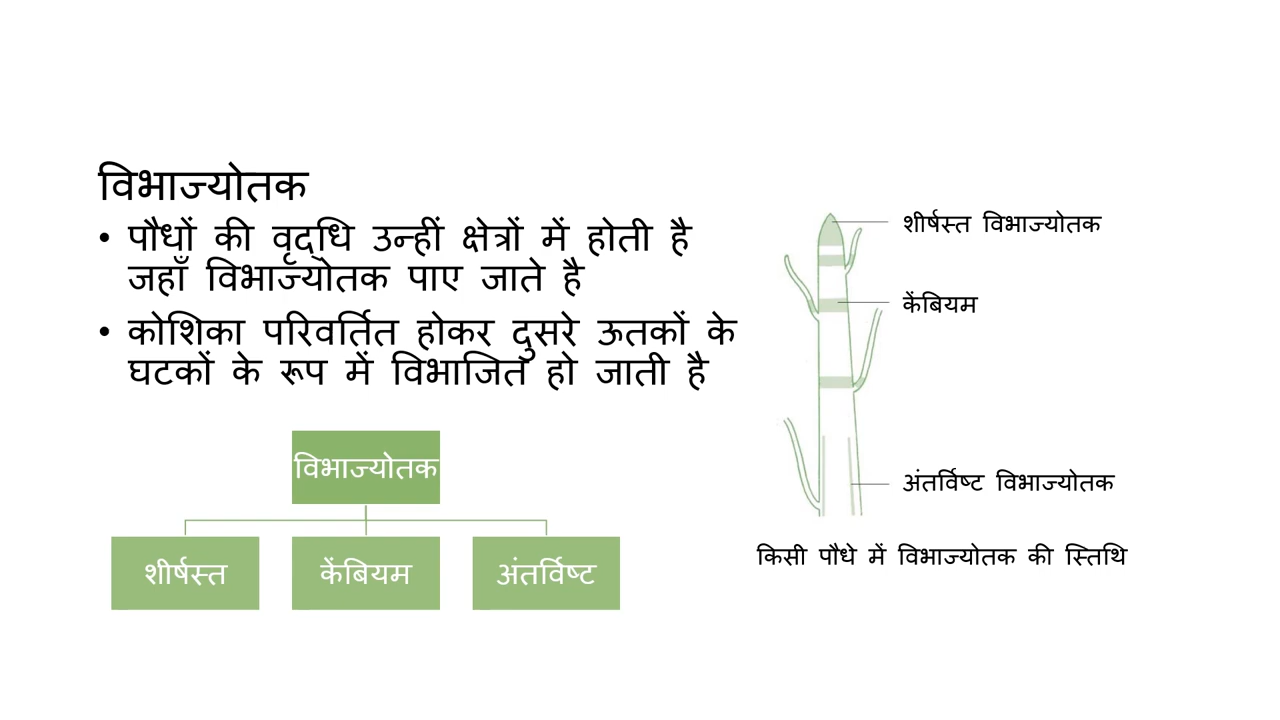 विभाज्योतक
• पौधों की वृद्धि उन्हीं क्षेत्रों में होती है
जहाँ विभाज्योतक पाए जाते है
• कोशिका परिवर्तित होकर दुसरे ऊतकों के
घटकों के रूप में विभाजित हो जाती है
विभाज्योतक
शीर्षस्त
केंबियम
अंतर्विष्ट
शीर्षस्त विभाज्योतक
केंबियम
अंतर्विष्ट विभाज्योतक
किसी पौधे में विभाज्योतक की स्तिथि